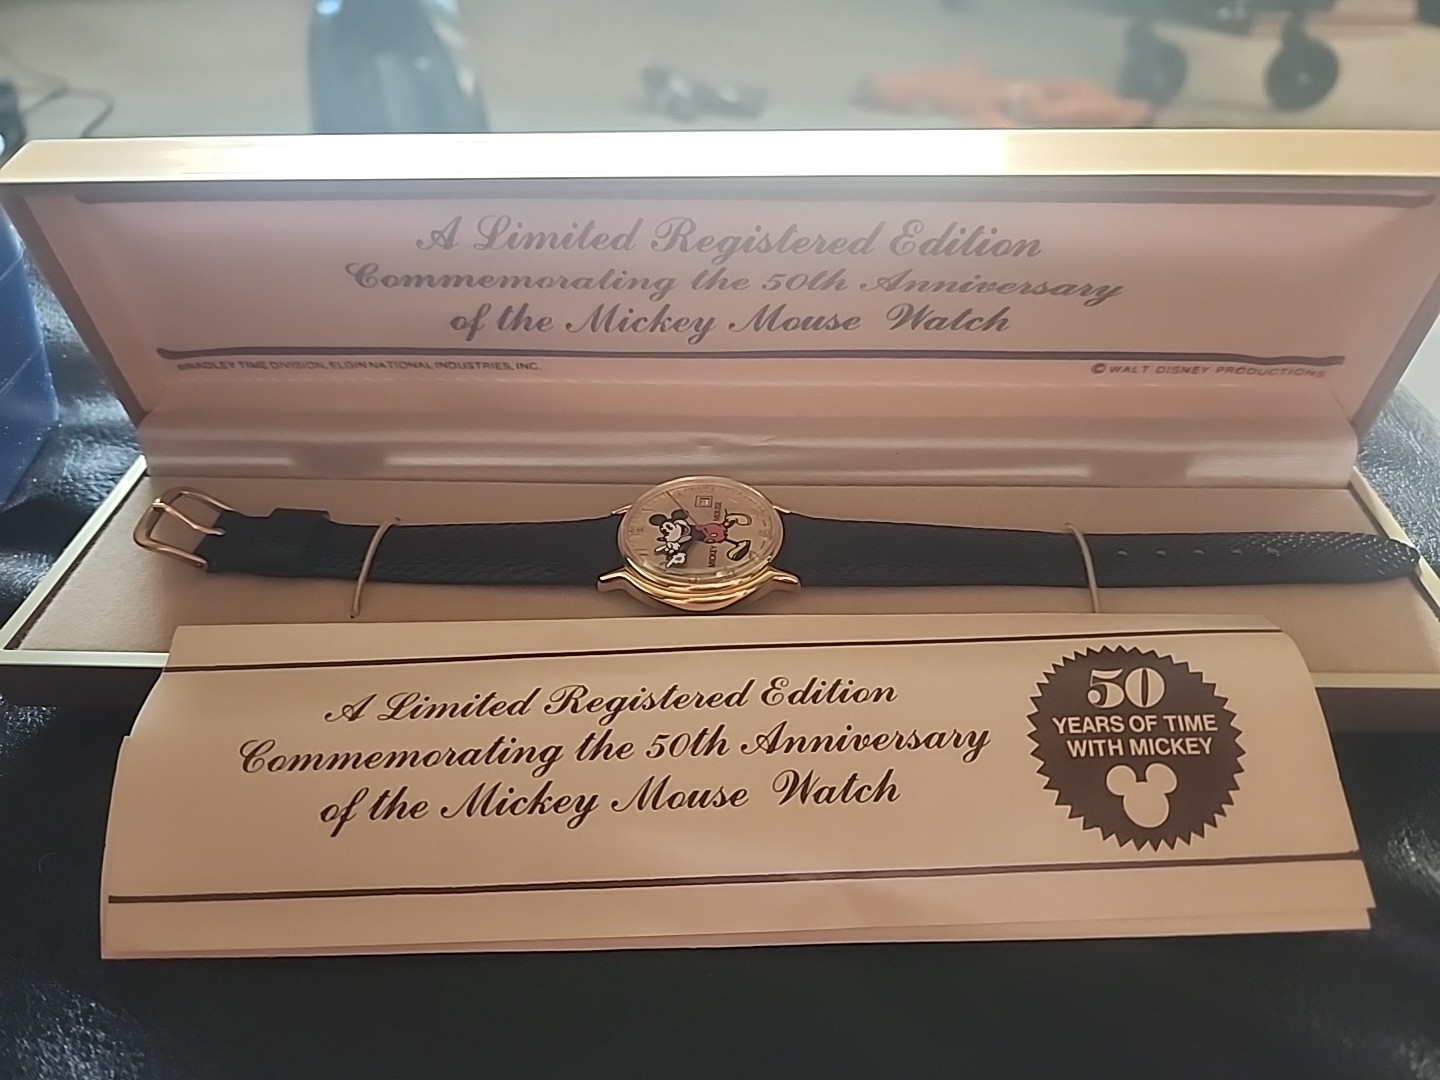 A Limited Registered Edition
Commemorating the 50th Anniversary
of the Mickey Mouse Watch
BRADLEY TIME DIVISION, ELGIN NATIONAL INDUSTRIES, INC.
© WALT DISNEY PRODUCTIONS
MICKEY MOUSE
A Limited Registered Edition
Commemorating the 50th Anniversary
of the Mickey Mouse Watch
50
YEARS OF TIME
WITH MICKEY